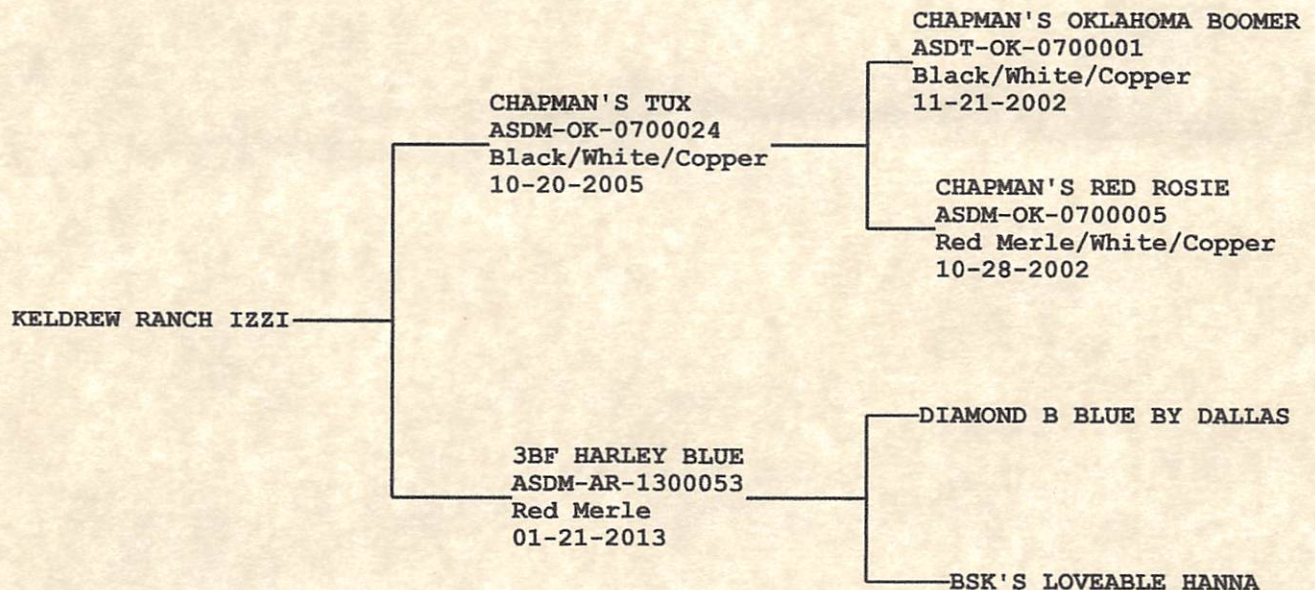 CHAPMAN'S OKLAHOMA BOOMER
ASDT-OK-0700001
Black/White/Copper
11-21-2002
CHAPMAN'S TUX
ASDM-OK-0700024
Black/White/Copper
10-20-2005
CHAPMAN'S RED ROSIE
ASDM-OK-0700005
Red Merle/White/Copper
10-28-2002
KELDREW RANCH IZZI
DIAMOND B BLUE BY DALLAS
3BF HARLEY BLUE
ASDM-AR-1300053
Red Merle
01-21-2013
BSK'S LOVEABLE HANNA